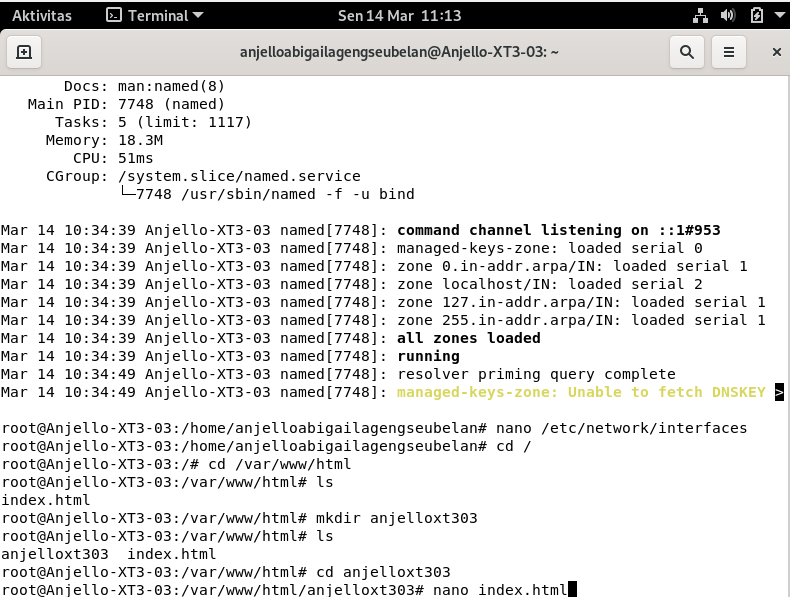 Aktivitas Terminal Sen 14 Mar 11:13
anjelloabigailagengseubelan@Anjello-XT3-03: ~
Docs: man:named(8)
Main PID: 7748 (named)
Tasks: 5 (limit: 1117)
Memory: 18.3M
CPU: 51ms
CGroup: /system.slice/named.service
└─7748 /usr/sbin/named -f -u bind
Mar 14 10:34:39 Anjello-XT3-03 named[7748]: command channel listening on ::1#953
Mar 14 10:34:39 Anjello-XT3-03 named[7748]: managed-keys-zone: loaded serial 0
Mar 14 10:34:39 Anjello-XT3-03 named[7748]: zone 0.in-addr.arpa/IN: loaded serial 1
Mar 14 10:34:39 Anjello-XT3-03 named[7748]: zone localhost/IN: loaded serial 2
Mar 14 10:34:39 Anjello-XT3-03 named[7748]: zone 127.in-addr.arpa/IN: loaded serial 1
Mar 14 10:34:39 Anjello-XT3-03 named[7748]: zone 255.in-addr.arpa/IN: loaded serial 1
Mar 14 10:34:39 Anjello-XT3-03 named[7748]: all zones loaded
Mar 14 10:34:39 Anjello-XT3-03 named[7748]: running
Mar 14 10:34:49 Anjello-XT3-03 named[7748]: resolver priming query complete
Mar 14 10:34:49 Anjello-XT3-03 named[7748]: managed-keys-zone: Unable to fetch DNSKEY >
root@Anjello-XT3-03:/home/anjelloabigailagengseubelan# nano /etc/network/interfaces
root@Anjello-XT3-03:/home/anjelloabigailagengseubelan# cd /
root@Anjello-XT3-03:/# cd /var/www/html
root@Anjello-XT3-03:/var/www/html# ls
index.html
root@Anjello-XT3-03:/var/www/html# mkdir anjelloxt303
root@Anjello-XT3-03:/var/www/html# ls
anjelloxt303  index.html
root@Anjello-XT3-03:/var/www/html# cd anjelloxt303
root@Anjello-XT3-03:/var/www/html/anjelloxt303# nano index.html